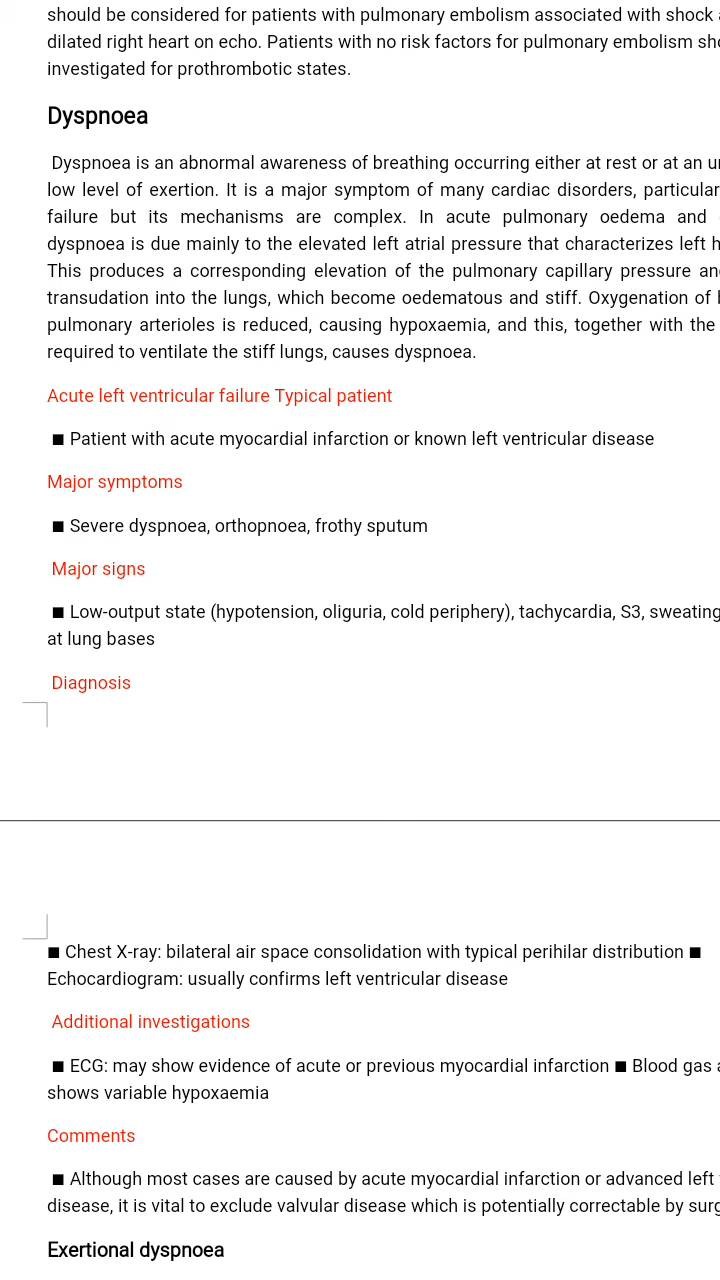 should be considered for patients with pulmonary embolism associated with shock
dilated right heart on echo. Patients with no risk factors for pulmonary embolism
investigated for prothrombotic states.
Dyspnoea
Dyspnoea is an abnormal awareness of breathing occurring either at rest or at an
low level of exertion. It is a major symptom of many cardiac disorders,
failure but its mechanisms are complex. In acute pulmonary oedema and
dyspnoea is due mainly to the elevated left atrial pressure that characterizes left
This produces a corresponding elevation of the pulmonary capillary pressure
transudation into the lungs, which become oedematous and stiff. Oxygenation of
pulmonary arterioles is reduced, causing hypoxaemia, and this, together with the
required to ventilate the stiff lungs, causes dyspnoea.
Acute left ventricular failure Typical patient
■ Patient with acute myocardial infarction or known left ventricular disease
Major symptoms
■ Severe dyspnoea, orthopnoea, frothy sputum
Major signs
■ Low-output state (hypotension, oliguria, cold periphery), tachycardia, S3, sweating
at lung bases
Diagnosis
■ Chest X-ray: bilateral air space consolidation with typical perihilar distribution ■
Echocardiogram: usually confirms left ventricular disease
Additional investigations
■ ECG: may show evidence of acute or previous myocardial infarction ■ Blood gas
shows variable hypoxaemia
Comments
■ Although most cases are caused by acute myocardial infarction or advanced left
disease, it is vital to exclude valvular disease which is potentially correctable by
Exertional dyspnoea